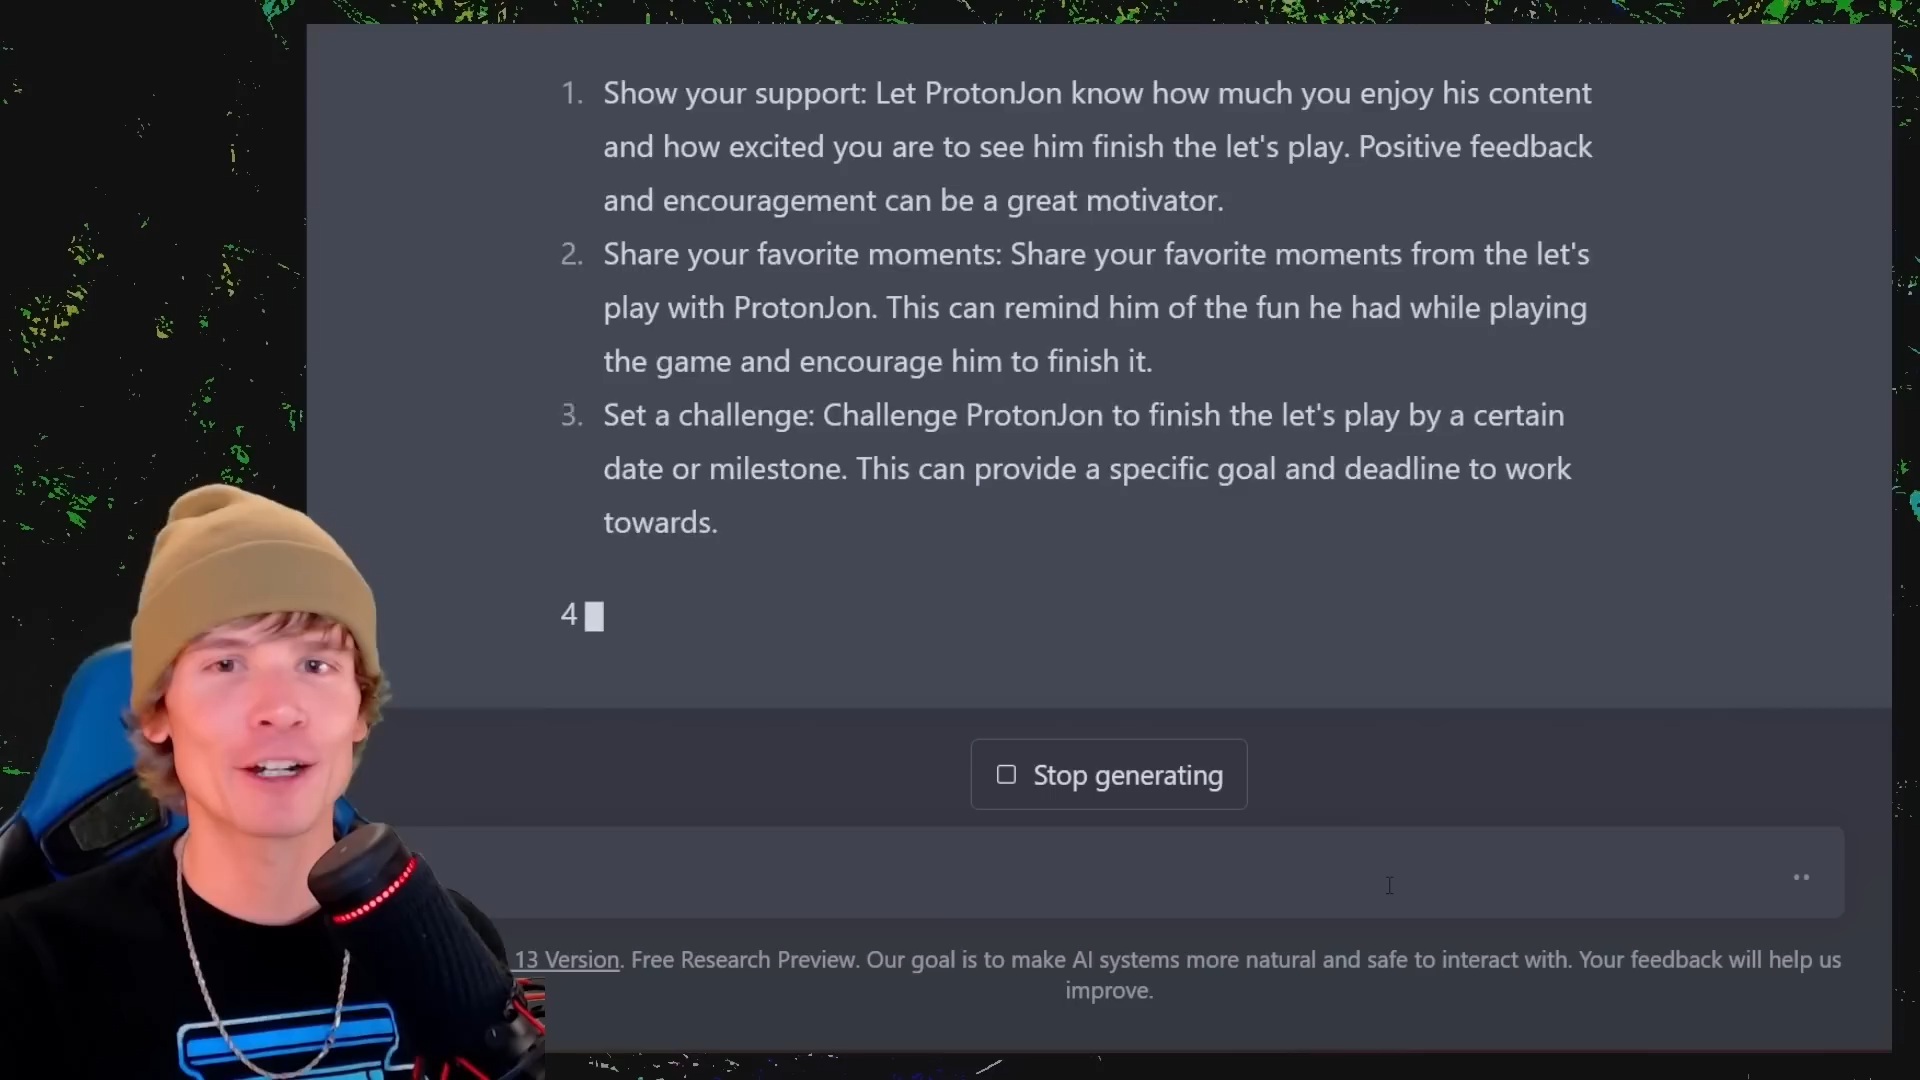 1. Show your support: Let ProtonJon know how much you enjoy his content
and how excited you are to see him finish the let's play. Positive feedback
and encouragement can be a great motivator.
2. Share your favorite moments: Share your favorite moments from the let's
play with ProtonJon. This can remind him of the fun he had while playing
the game and encourage him to finish it.
3. Set a challenge: Challenge ProtonJon to finish the let's play by a certain
date or milestone. This can provide a specific goal and deadline to work
towards.
4
Stop generating
13 Version. Free Research Preview. Our goal is to make AI systems more natural and safe to interact with. Your feedback will help us
improve.